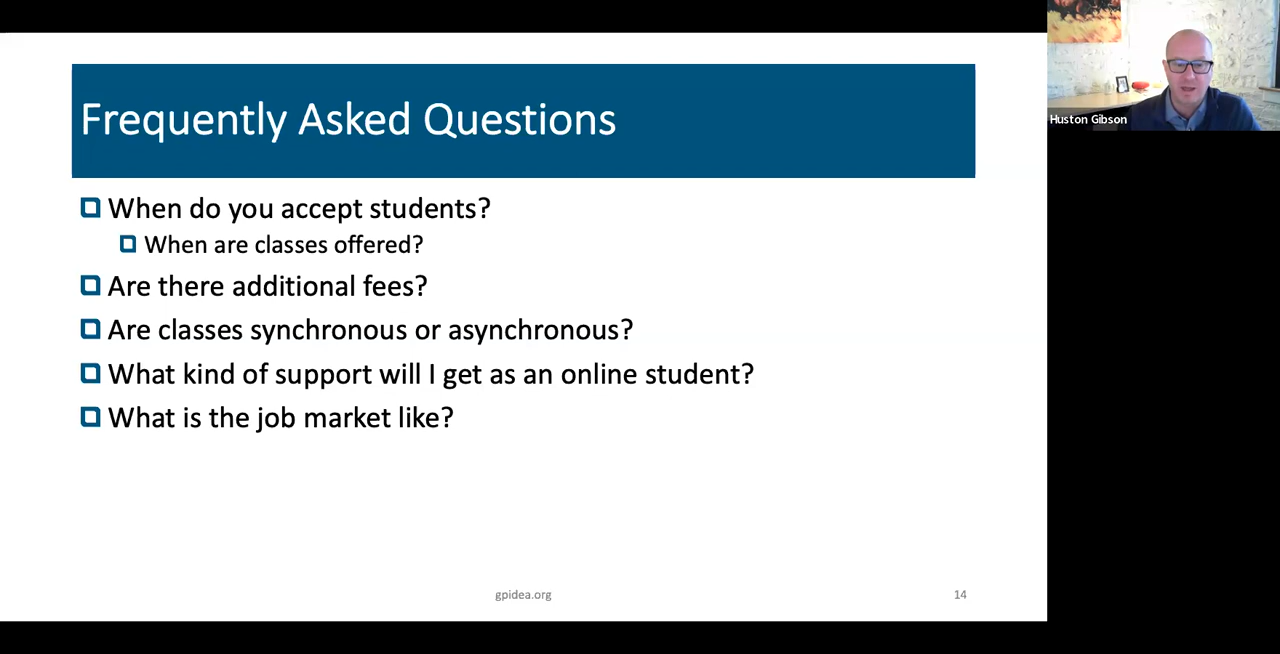 Frequently Asked Questions
When do you accept students?
When are classes offered?
Are there additional fees?
Are classes synchronous or asynchronous?
What kind of support will I get as an online student?
What is the job market like?
gpidea.org
14
Huston Gibson